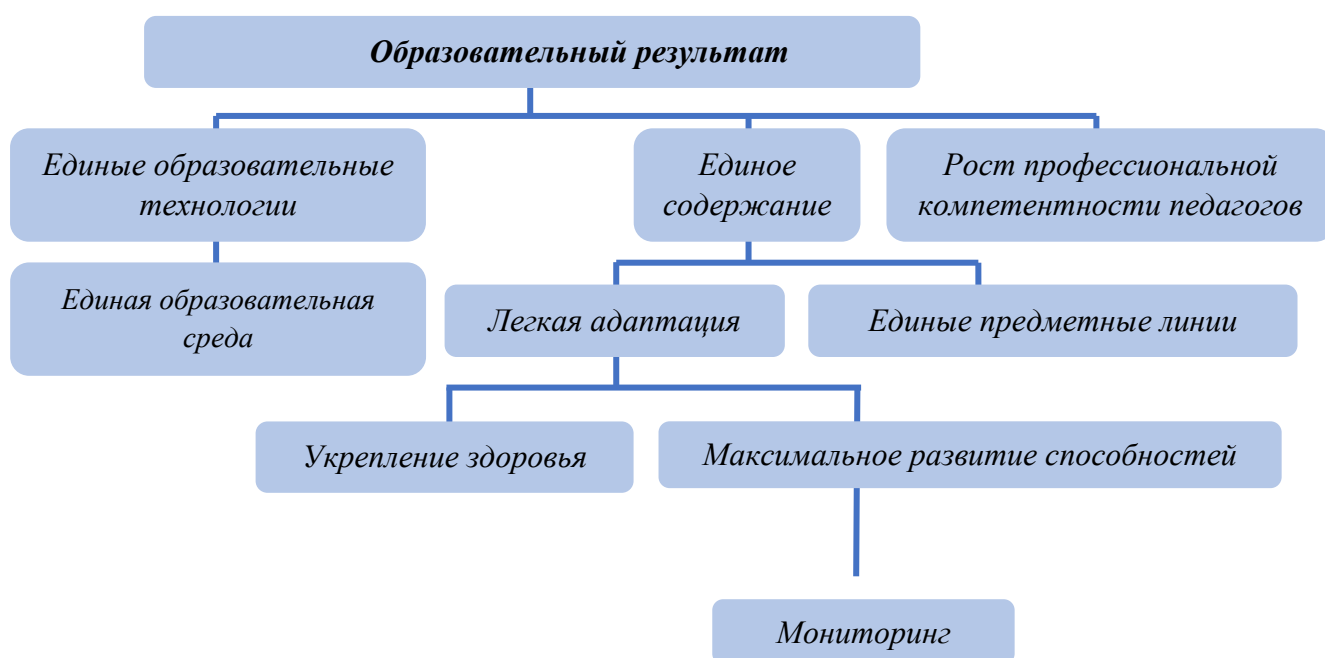 Образовательный результат
Единые образовательные
технологии
Единое
содержание
Рост профессиональной
компетентности педагогов
Единая образовательная
среда
Легкая адаптация
Единые предметные линии
Укрепление здоровья
Максимальное развитие способностей
Мониторинг